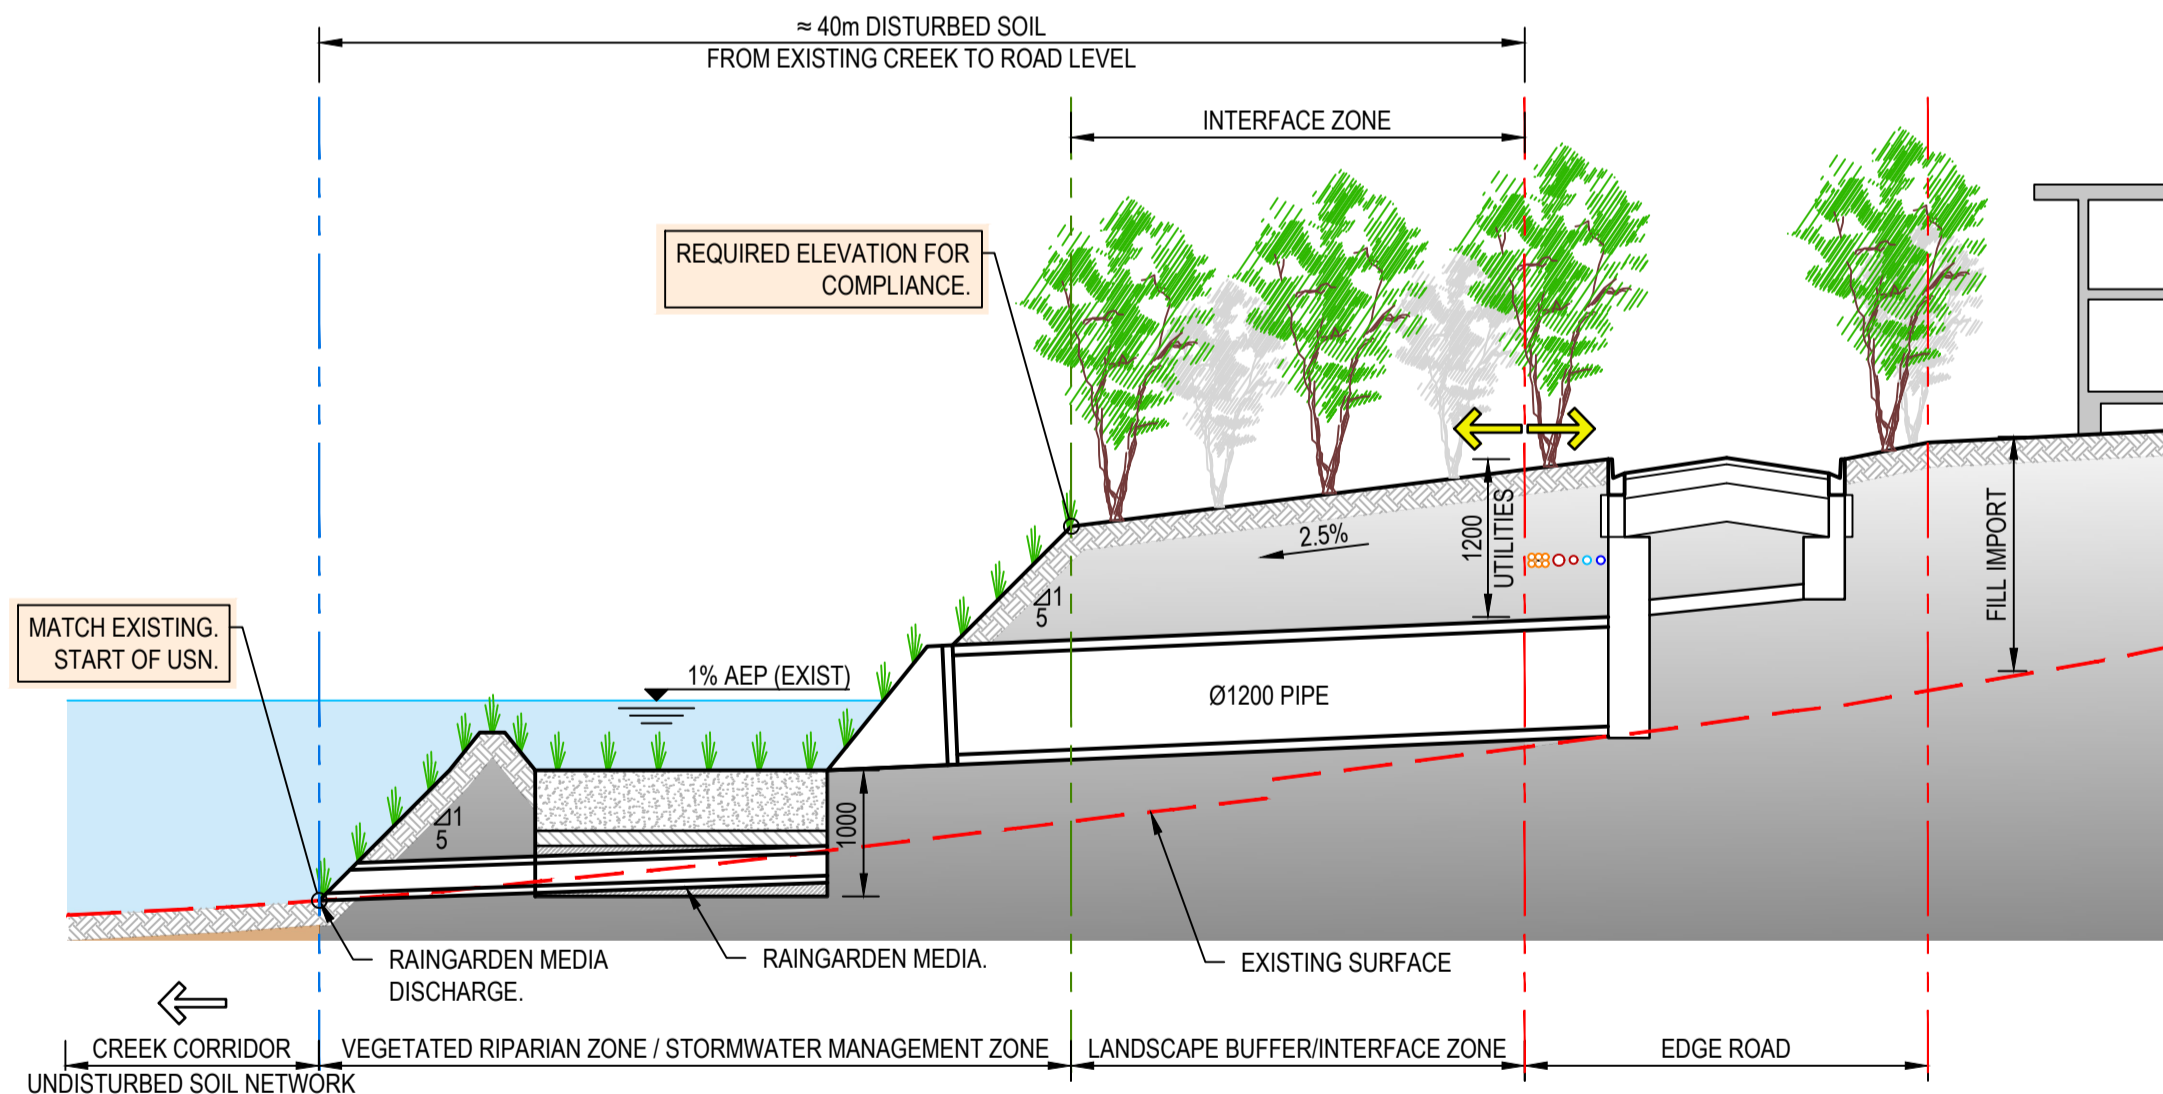 ≈ 40m DISTURBED SOIL
FROM EXISTING CREEK TO ROAD LEVEL
INTERFACE ZONE
REQUIRED ELEVATION FOR
COMPLIANCE.
MATCH EXISTING.
START OF USN.
1% AEP (EXIST)
2.5%
1200
UTILITIES
FILL IMPORT
1
5
Ø1200 PIPE
1
5
1000
RAINGARDEN MEDIA
DISCHARGE.
RAINGARDEN MEDIA.
EXISTING SURFACE
CREEK CORRIDOR
UNDISTURBED SOIL NETWORK
VEGETATED RIPARIAN ZONE / STORMWATER MANAGEMENT ZONE
LANDSCAPE BUFFER/INTERFACE ZONE
EDGE ROAD